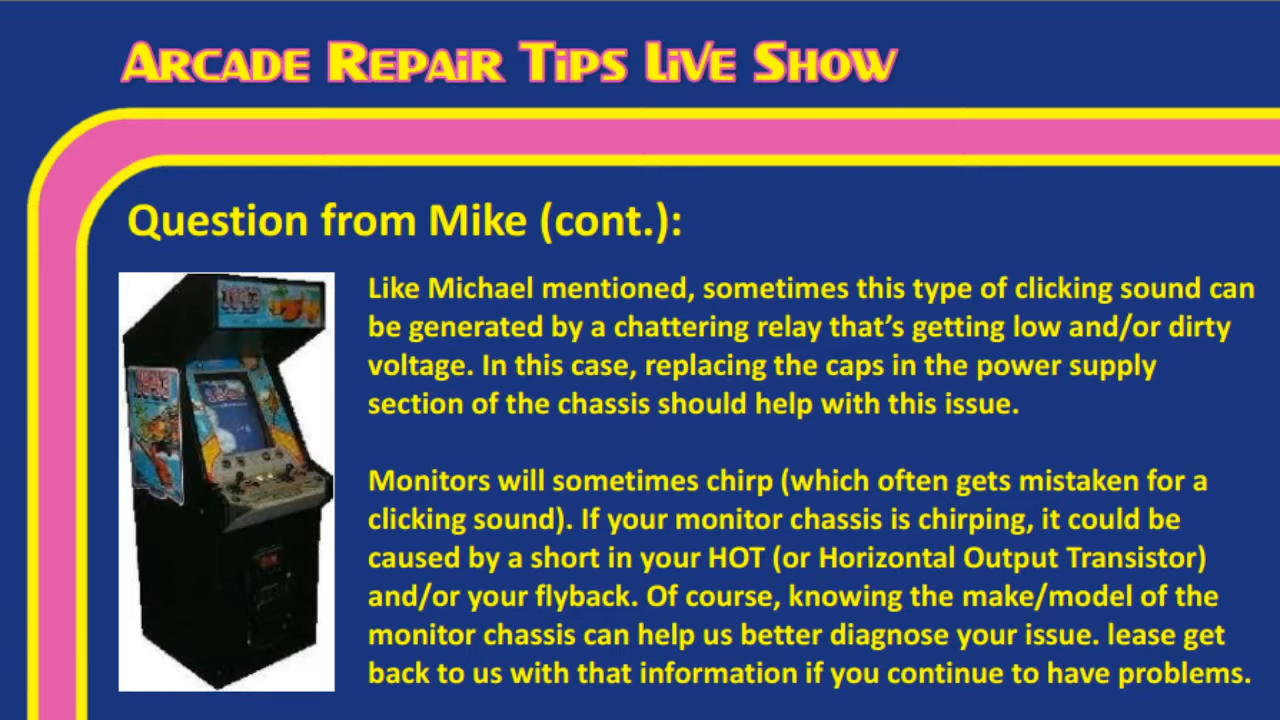 ARCADE REPAIR TIPS LIVE SHOW
Question from Mike (cont.):
1943
Like Michael mentioned, sometimes this type of clicking sound can
be generated by a chattering relay that's getting low and/or dirty
voltage. In this case, replacing the caps in the power supply
section of the chassis should help with this issue.
Monitors will sometimes chirp (which often gets mistaken for a
clicking sound). If your monitor chassis is chirping, it could be
caused by a short in your HOT (or Horizontal Output Transistor)
and/or your flyback. Of course, knowing the make/model of the
monitor chassis can help us better diagnose your issue. lease get
back to us with that information if you continue to have problems.